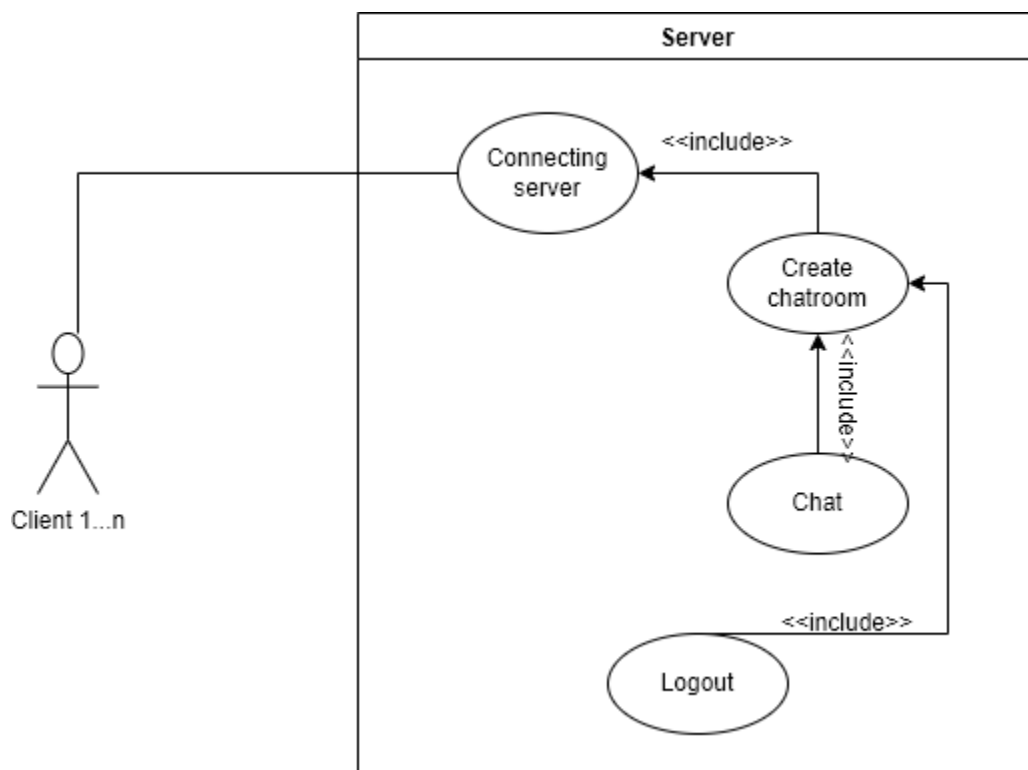 Server
Connecting
server
<<include>>
Create
chatroom
<<include>>
Chat
Client 1...n
<<include>>
Logout